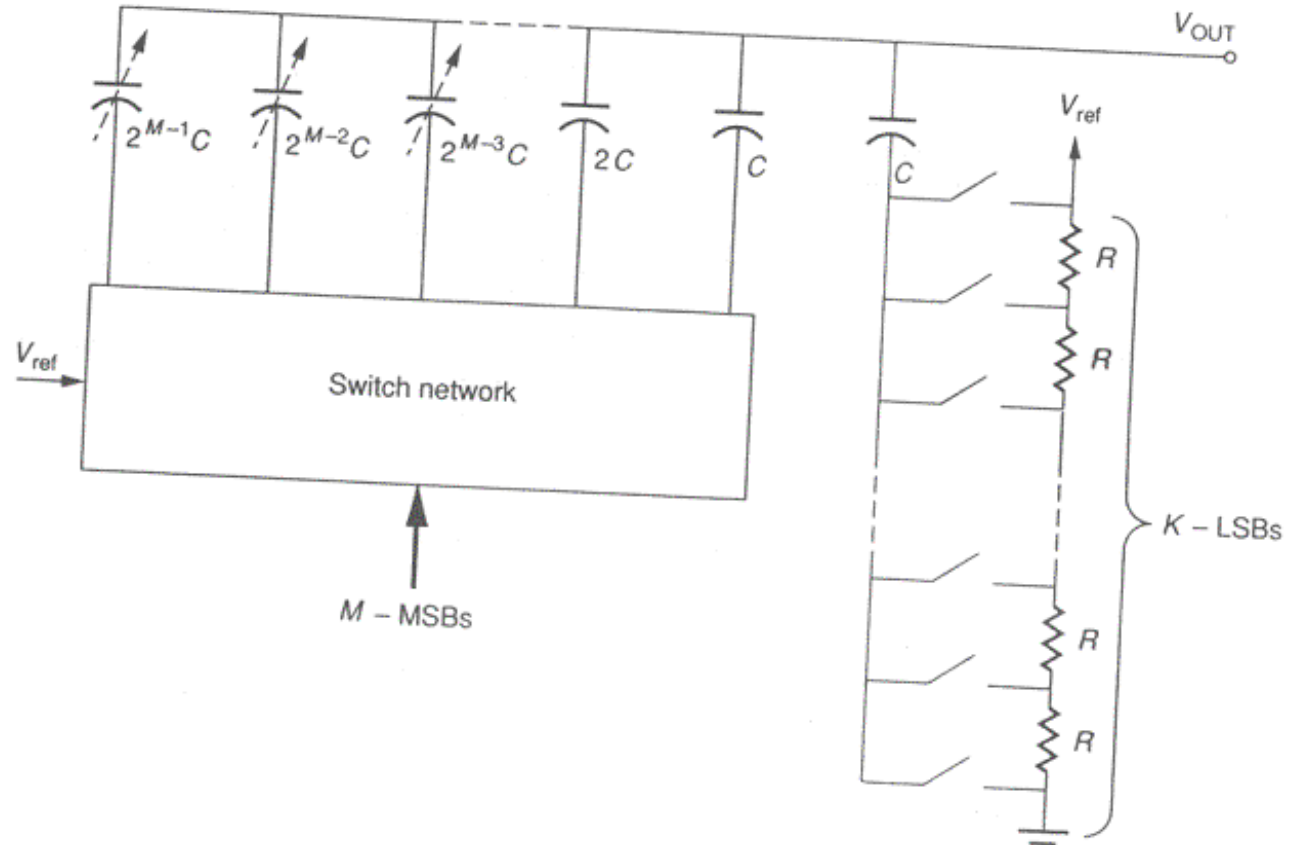 V_OUT
V_ref
2^{M-1}C
2^{M-2}C
2^{M-3}C
2C
C
C
R
R
V_ref
Switch network
K – LSBs
M – MSBs
R
R